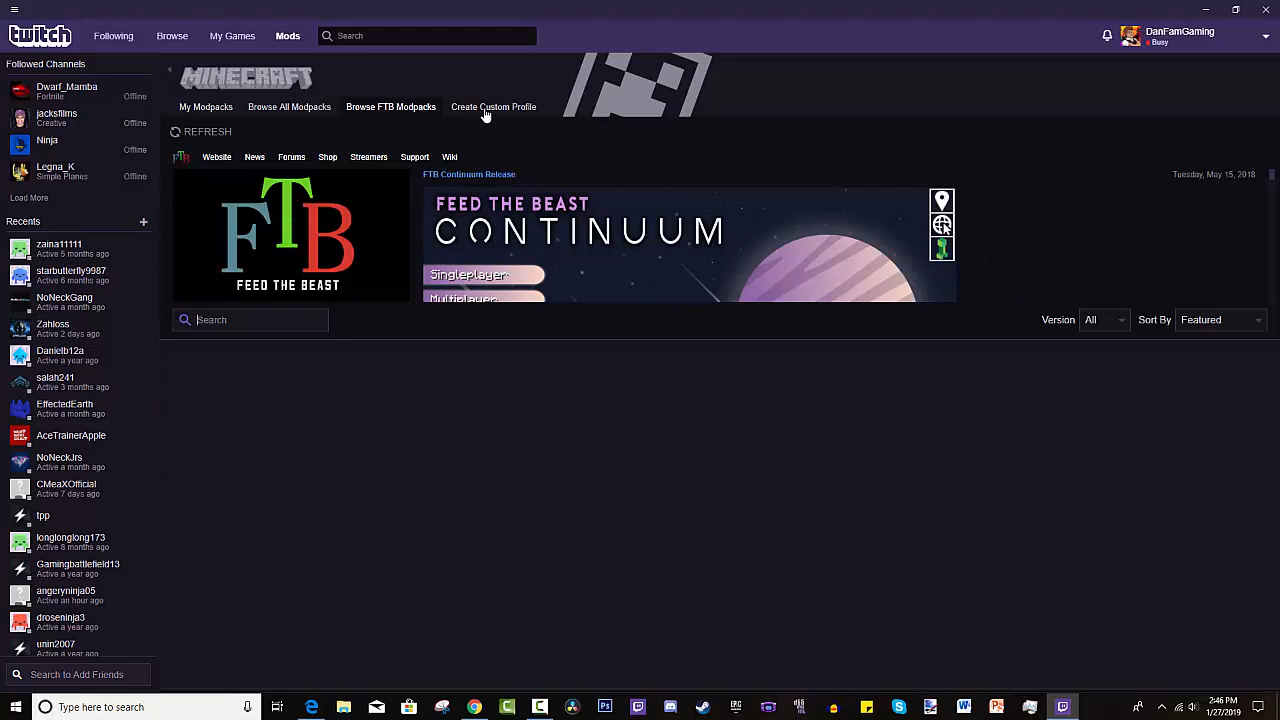 twitch Following Browse My Games Mods Search DanFamGaming
Busy
Followed Channels
Dwarf_Mamba
Fortnite Offline
jacksfilms
Creative Offline
Ninja
Offline
Legna_K
Simple Planes Offline
Load More
Recents
zaina11111
Active 5 months ago
starbutterfly9987
Active 6 months ago
NoNeckGang
Active a month ago
Zahloss
Active 2 days ago
Danielb12a
Active a year ago
salah241
Active 3 months ago
EffectedEarth
Active a month ago
AceTrainerApple
NoNeckJrs
Active a month ago
CMeaXOfficial
Active 7 days ago
tpp
longlonglong173
Active 8 months ago
Gamingbattlefield13
Active a year ago
angeryninja05
Active an hour ago
droseninja3
Active a year ago
unin2007
Active a year ago
Search to Add Friends
MINECRAFT
My Modpacks Browse All Modpacks Browse FTB Modpacks Create Custom Profile
REFRESH
FTB Website News Forums Shop Streamers Support Wiki
FTB
FEED THE BEAST
FTB Continuum Release Tuesday, May 15, 2018
FEED THE BEAST
CONTINUUM
Singleplayer
Multiplayer
Search Version All Sort By Featured
Type here to search 2:46 PM
1/27/2019